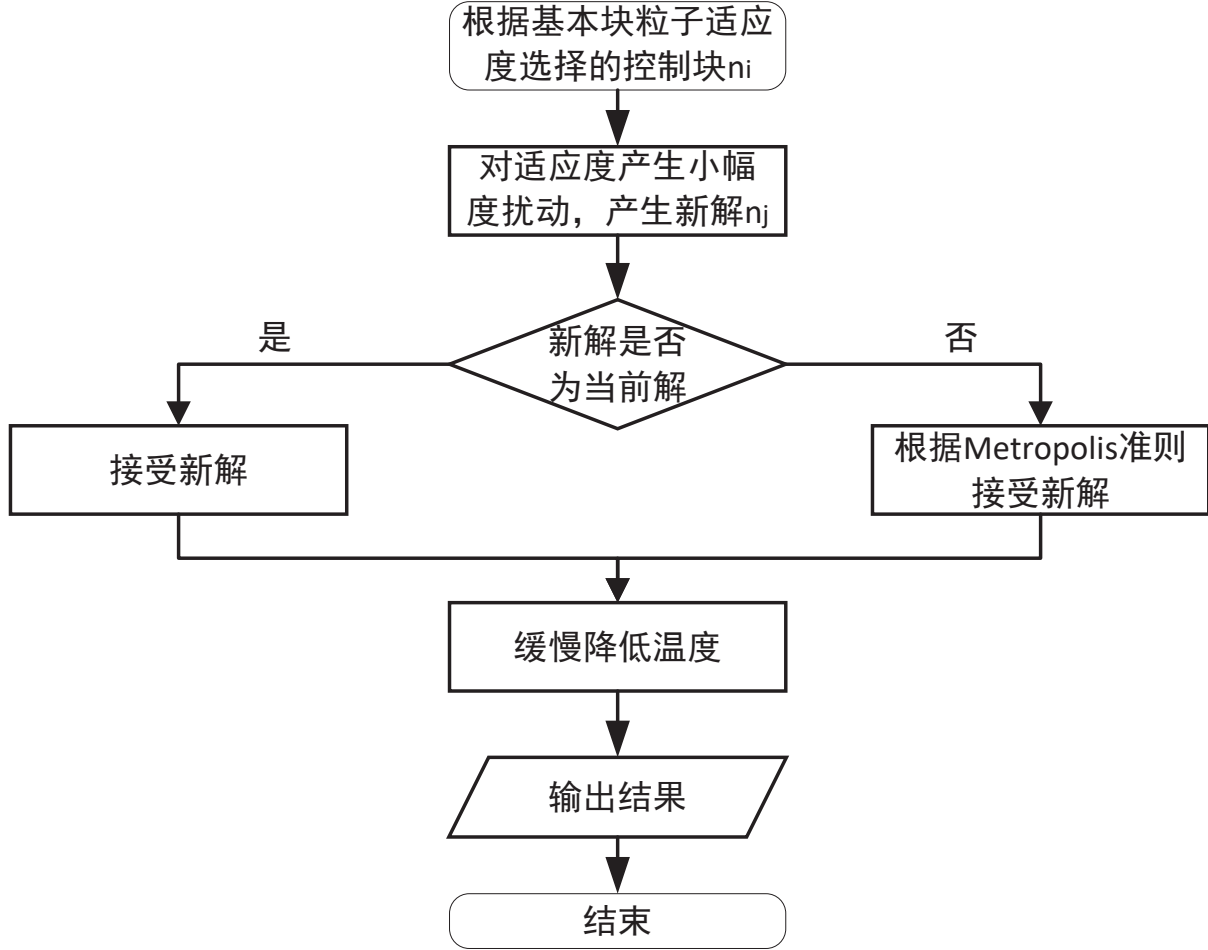 根据基本块粒子适应
度选择的控制块ni
对适应度产生小幅
度扰动，产生新解nj
新解是否
为当前解
是
否
接受新解
根据Metropolis准则
接受新解
缓慢降低温度
输出结果
结束